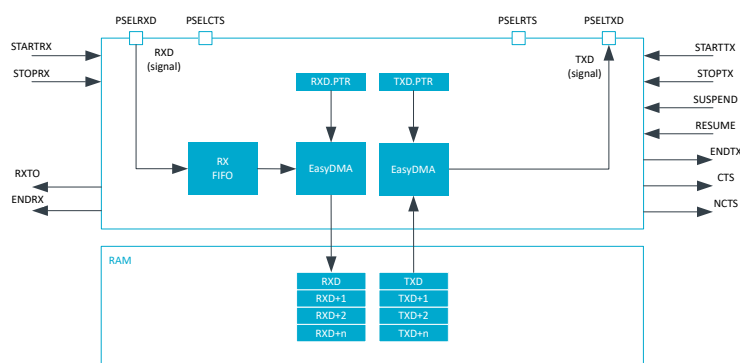 PSELRXD
PSELCTS
PSELRTS
PSELTXD
STARTRX
STOPRX
RXD
(signal)
TXD
(signal)
STARTTX
STOPTX
SUSPEND
RESUME
RXD.PTR
TXD.PTR
RX
FIFO
EasyDMA
EasyDMA
ENDTX
CTS
NCTS
RXTO
ENDRX
RAM
RXD
RXD+1
RXD+2
RXD+n
TXD
TXD+1
TXD+2
TXD+n